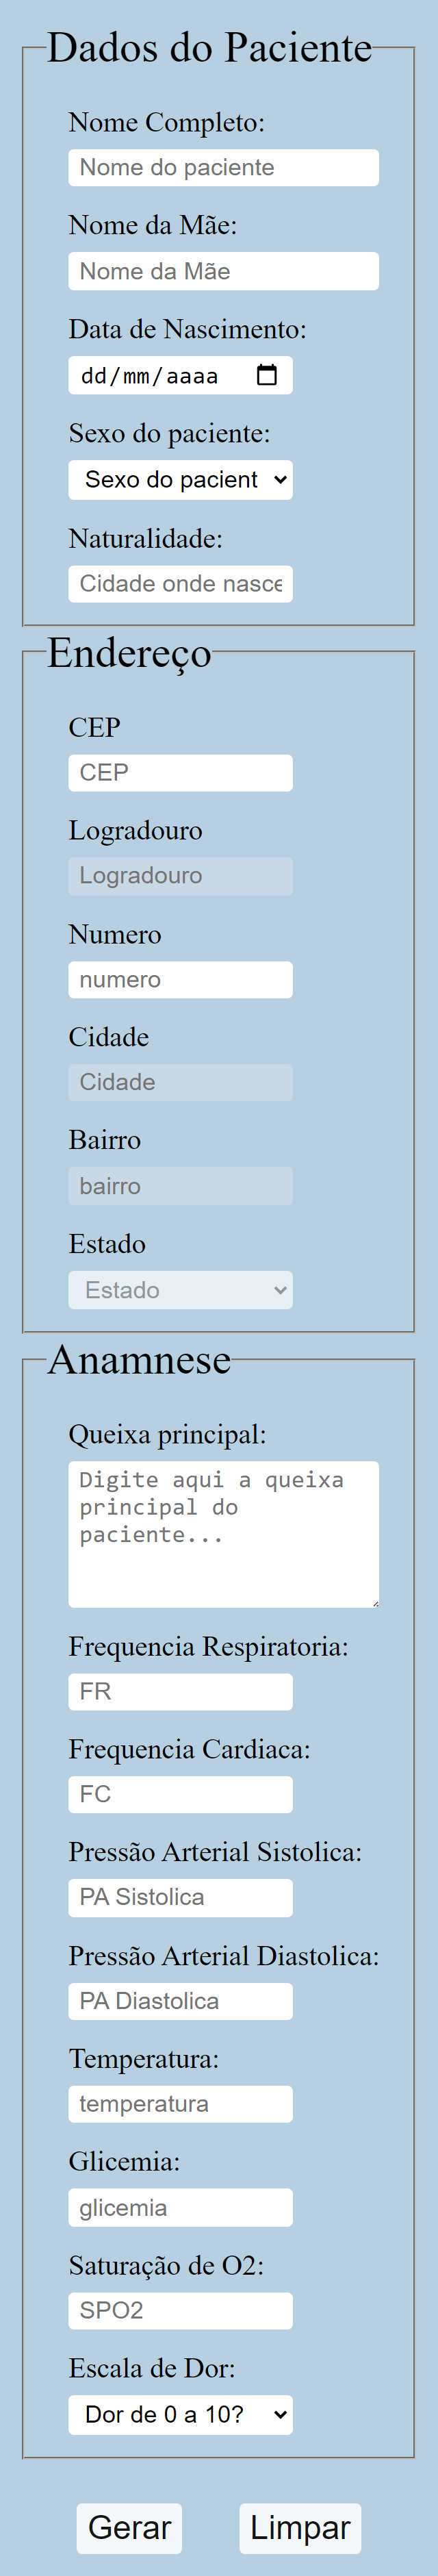 Dados do Paciente
Nome Completo:
Nome do paciente
Nome da Mãe:
Nome da Mãe
Data de Nascimento:
dd/mm/aaaa
Sexo do paciente:
Sexo do pacient
Naturalidade:
Cidade onde nasce
Endereço
CEP
CEP
Logradouro
Logradouro
Numero
numero
Cidade
Cidade
Bairro
bairro
Estado
Estado
Anamnese
Queixa principal:
Digite aqui a queixa
principal do
paciente...
Frequencia Respiratoria:
FR
Frequencia Cardiaca:
FC
Pressão Arterial Sistolica:
PA Sistolica
Pressão Arterial Diastolica:
PA Diastolica
Temperatura:
temperatura
Glicemia:
glicemia
Saturação de O2:
SPO2
Escala de Dor:
Dor de 0 a 10?
Gerar Limpar